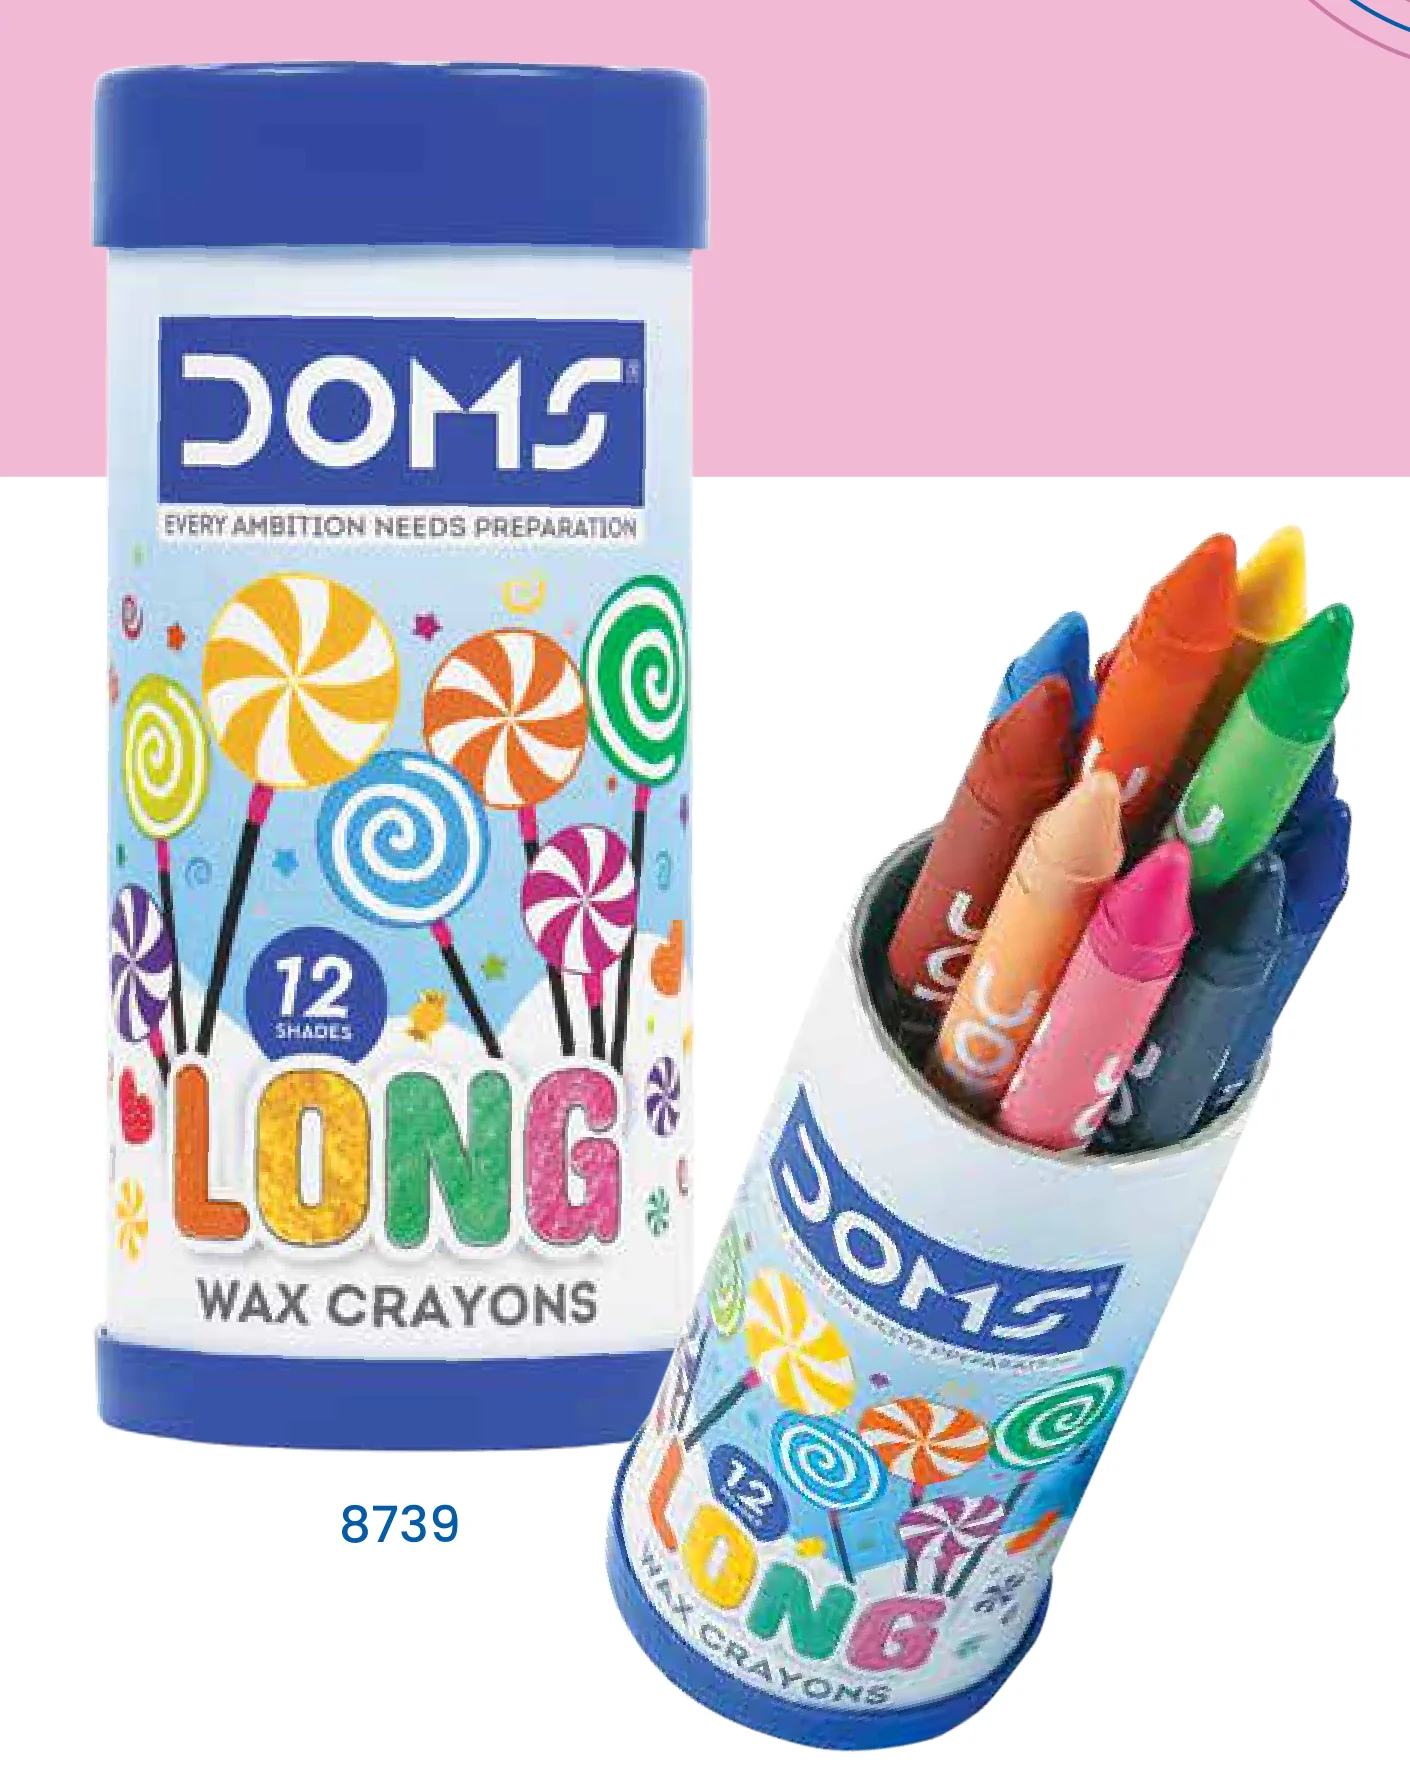 DOMS
EVERY AMBITION NEEDS PREPARATION
12
SHADES
LONG
WAX CRAYONS
8739
DOMS
12
LONG
WAX CRAYONS